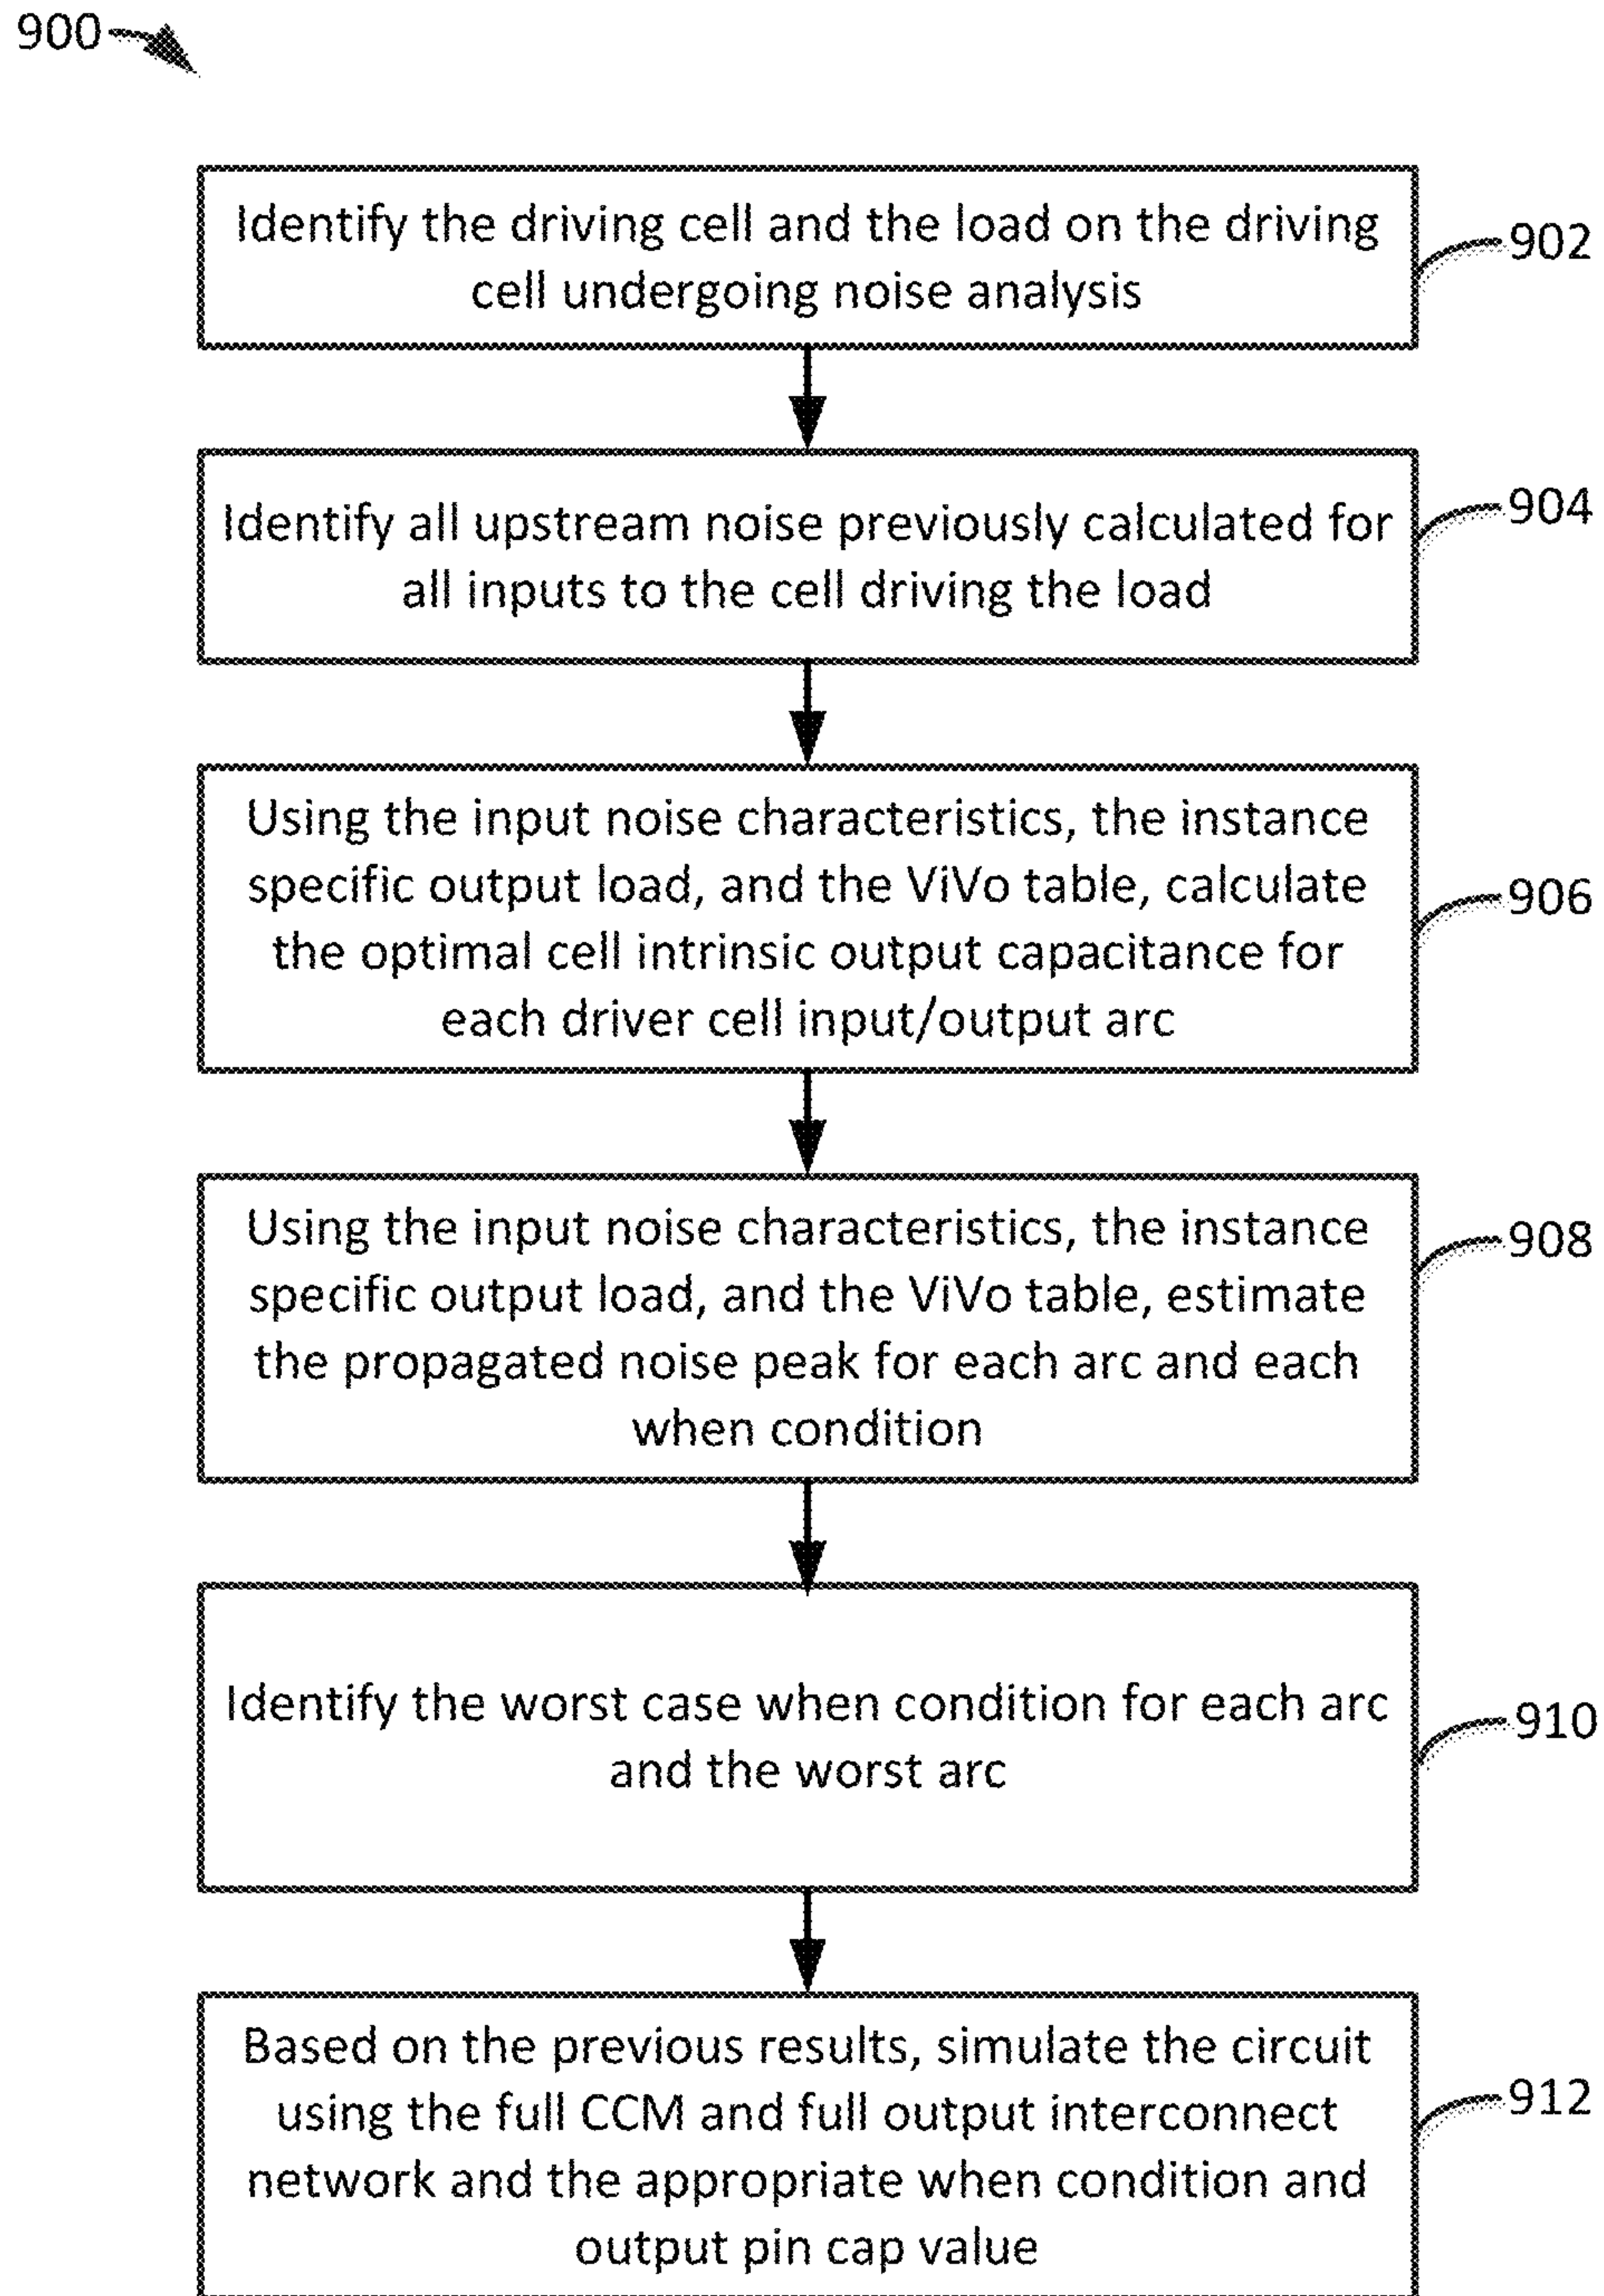 900
Identify the driving cell and the load on the driving
cell undergoing noise analysis
902
Identify all upstream noise previously calculated for
all inputs to the cell driving the load
904
Using the input noise characteristics, the instance
specific output load, and the ViVo table, calculate
the optimal cell intrinsic output capacitance for
each driver cell input/output arc
906
Using the input noise characteristics, the instance
specific output load, and the ViVo table, estimate
the propagated noise peak for each arc and each
when condition
908
Identify the worst case when condition for each arc
and the worst arc
910
Based on the previous results, simulate the circuit
using the full CCM and full output interconnect
network and the appropriate when condition and
output pin cap value
912